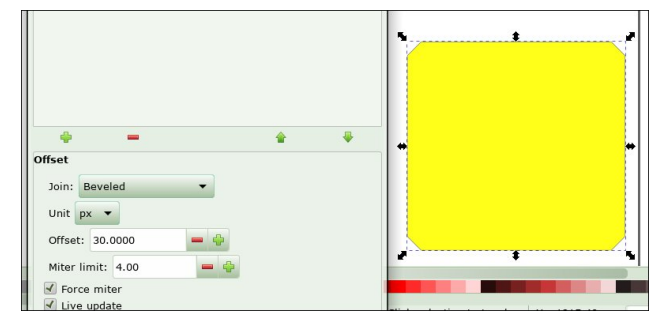 Offset
Join: Beveled
Unit px
Offset: 30.0000
Miter limit: 4.00
Force miter
Live update